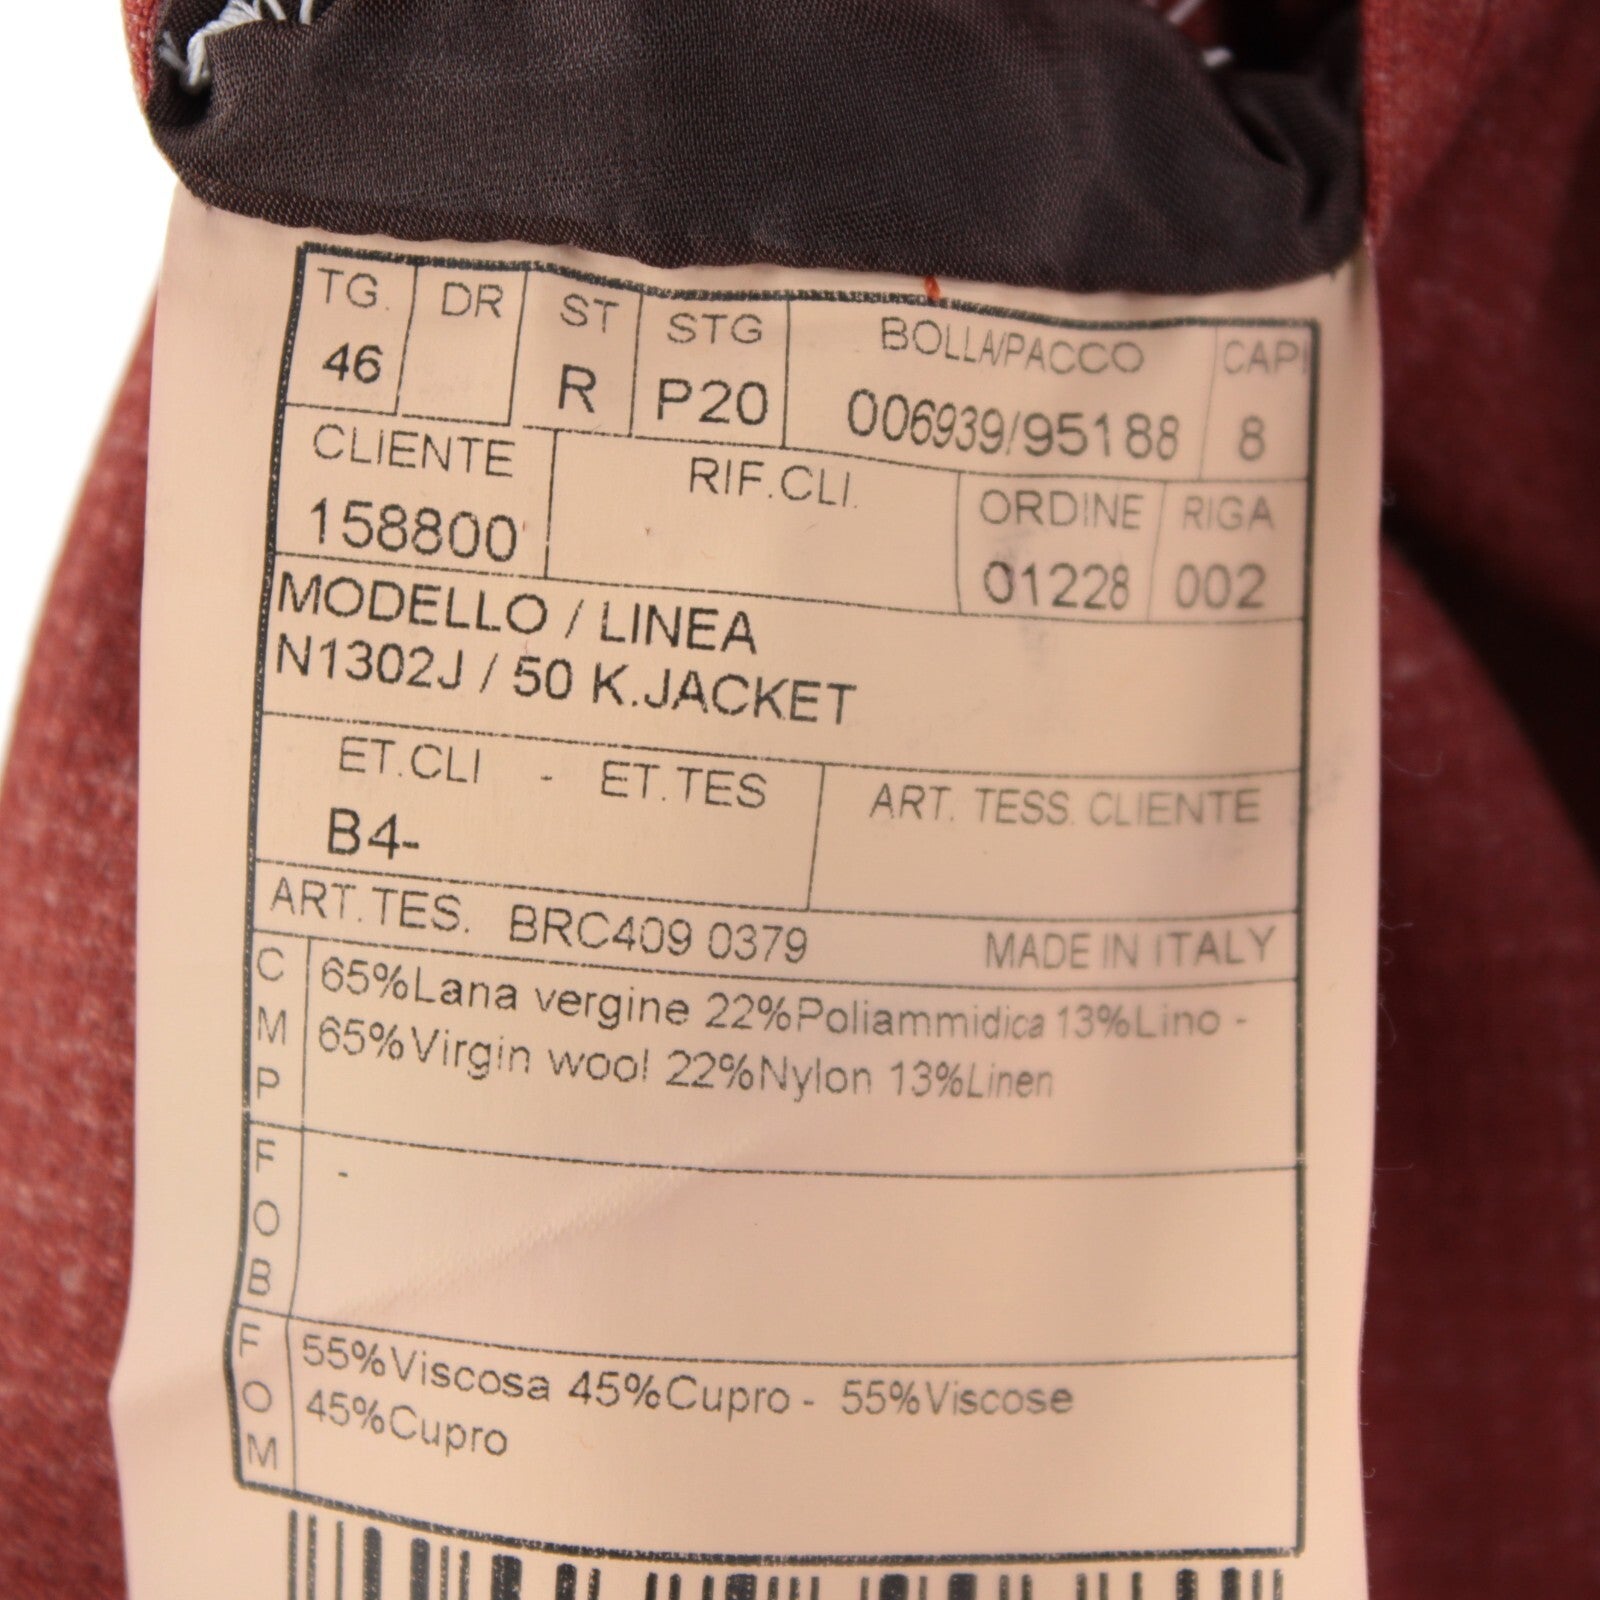 TG. DR ST STG BOLLA/PACCO CAPI
46 R P20 006939/95188 8
CLIENTE RIF.CLI. ORDINE RIGA
158800 01228 002
MODELLO / LINEA
N1302J / 50 K.JACKET
ET.CLI - ET.TES ART. TESS. CLIENTE
B4-
ART.TES. BRC409 0379 MADE IN ITALY
CMP
65%Lana vergine 22%Poliammidica 13%Lino -
65%Virgin wool 22%Nylon 13%Linen
FOB
-
FOM
55%Viscosa 45%Cupro - 55%Viscose
45%Cupro